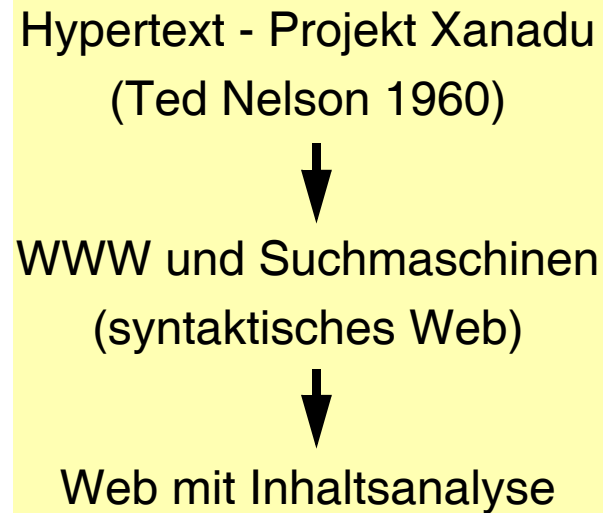 Hypertext - Projekt Xanadu
(Ted Nelson 1960)
WWW und Suchmaschinen
(syntaktisches Web)
Web mit Inhaltsanalyse